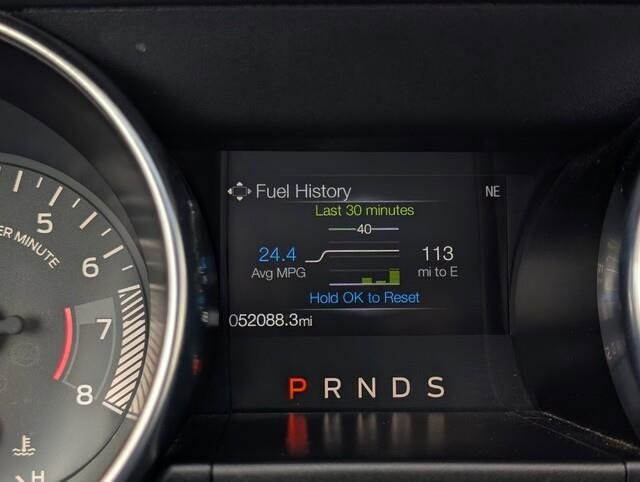 Fuel History
NE
Last 30 minutes
40
24.4
Avg MPG
113
mi to E
Hold OK to Reset
052088.3mi
P R N D S
5
6
7
8
ER MINUTE
H